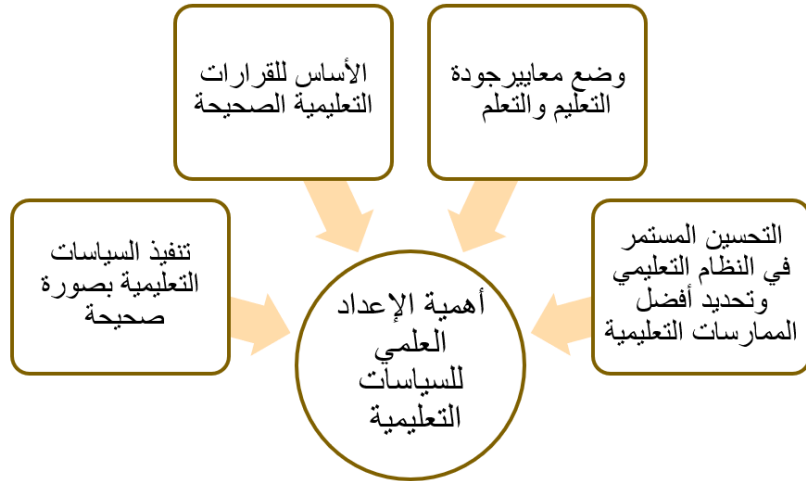 وضع معاييرجودة
التعليم والتعلم
الأساس للقرارات
التعليمية الصحيحة
التحسين المستمر
في النظام التعليمي
وتحديد أفضل
الممارسات التعليمية
تنفيذ السياسات
التعليمية بصورة
صحيحة
أهمية الإعداد
العلمي
للسياسات
التعليمية